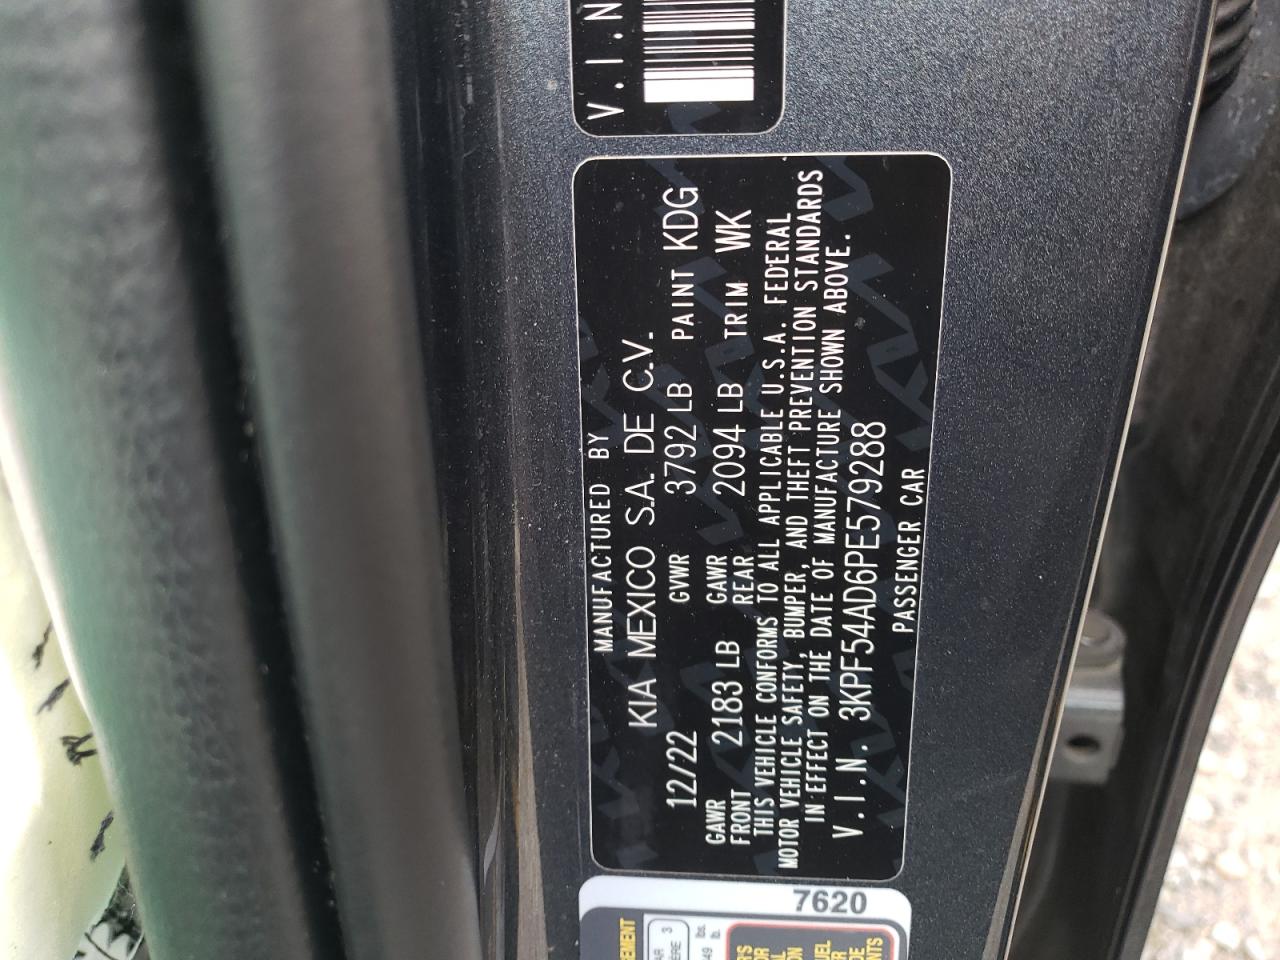 V.I.N
MANUFACTURED BY
KIA MEXICO S.A. DE C.V.
12/22 GVWR 3792 LB PAINT KDG
GAWR FRONT 2183 LB GAWR REAR 2094 LB TRIM WK
THIS VEHICLE CONFORMS TO ALL APPLICABLE U.S.A. FEDERAL
MOTOR VEHICLE SAFETY, BUMPER, AND THEFT PREVENTION STANDARDS
IN EFFECT ON THE DATE OF MANUFACTURE SHOWN ABOVE.
V.I.N. 3KPF54AD6PE579288
PASSENGER CAR
7620